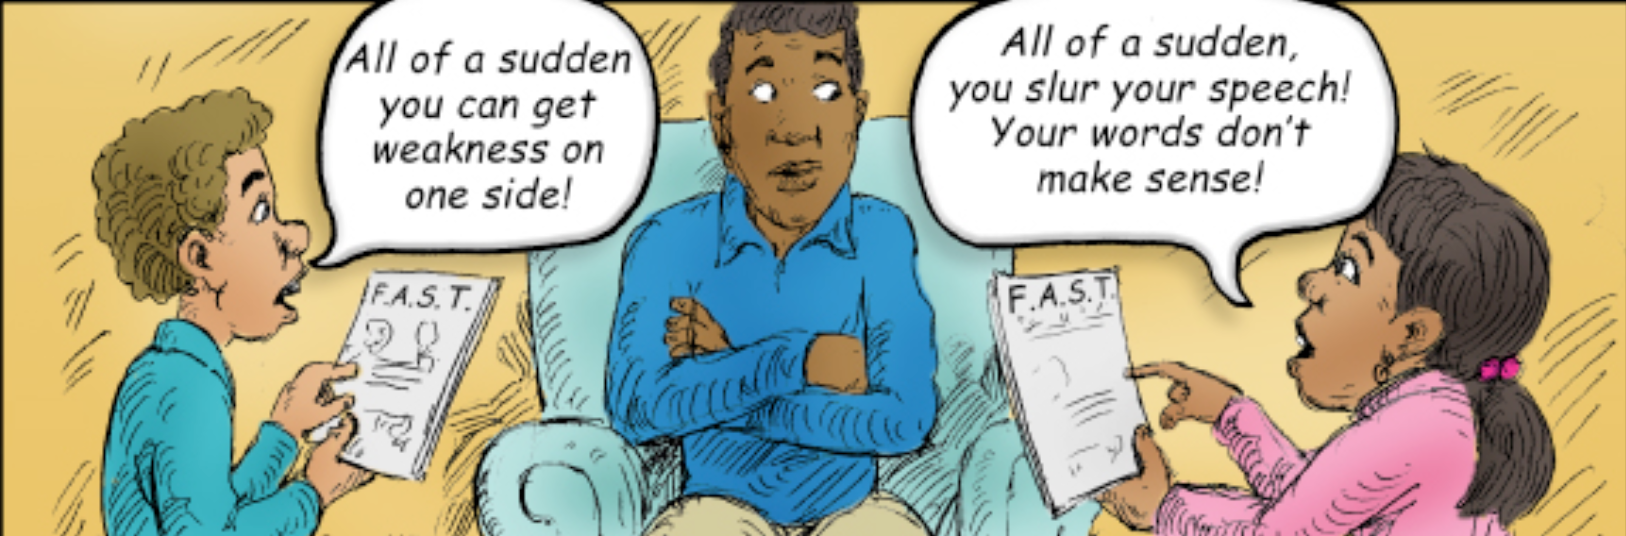 All of a sudden
you can get
weakness on
one side!
All of a sudden,
you slur your speech!
Your words don't
make sense!
F.A.S.T.
F.A.S.T.